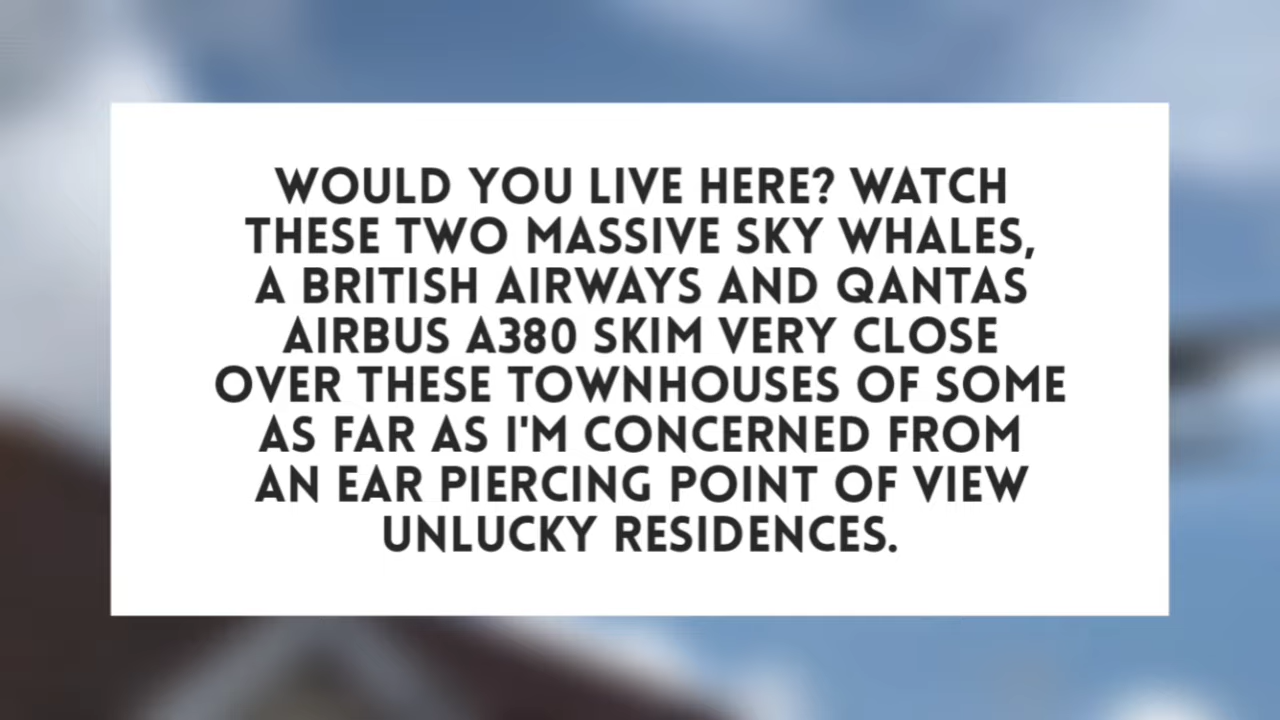 WOULD YOU LIVE HERE? WATCH
THESE TWO MASSIVE SKY WHALES,
A BRITISH AIRWAYS AND QANTAS
AIRBUS A380 SKIM VERY CLOSE
OVER THESE TOWNHOUSES OF SOME
AS FAR AS I'M CONCERNED FROM
AN EAR PIERCING POINT OF VIEW
UNLUCKY RESIDENCES.